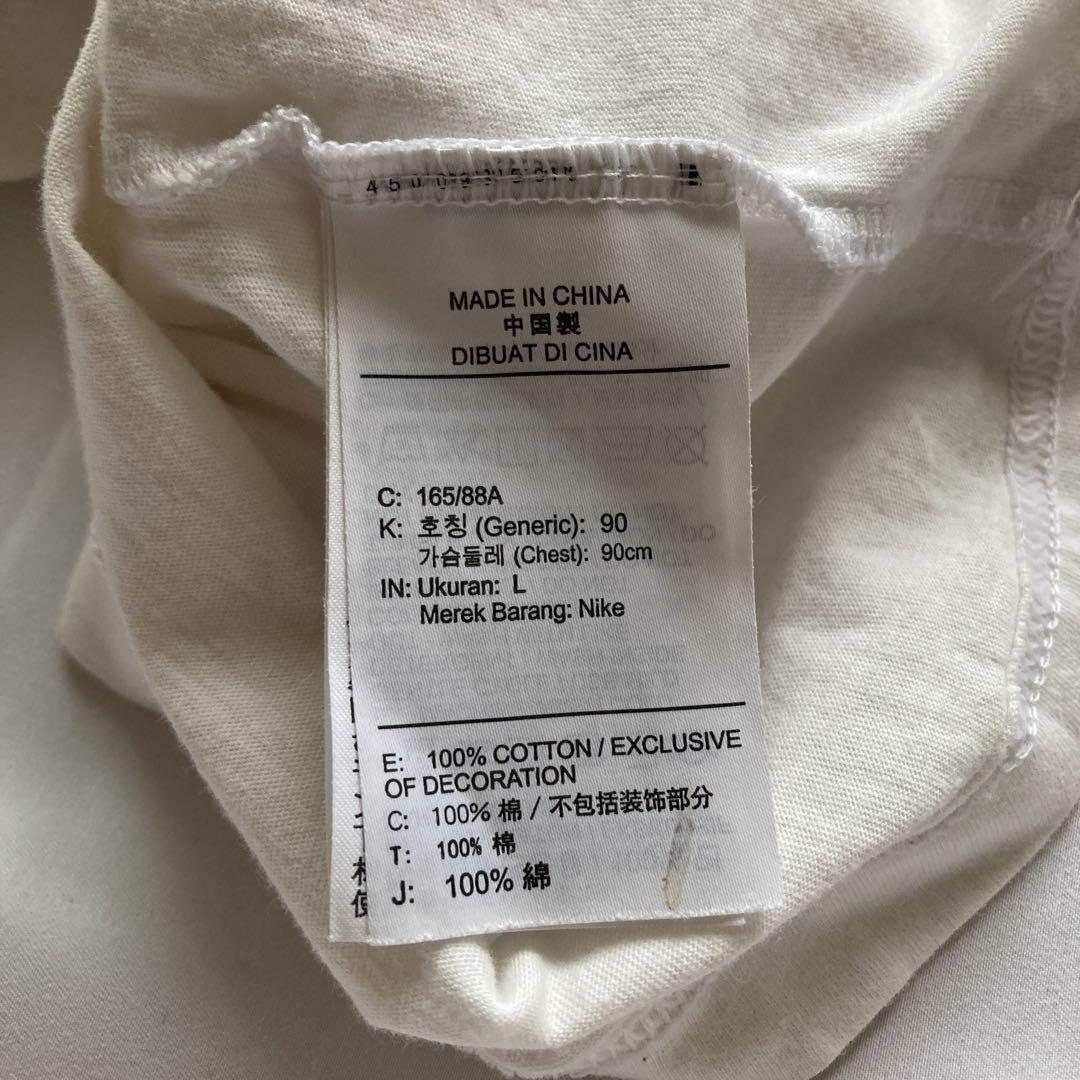 MADE IN CHINA
中国製
DIBUAT DI CINA
C: 165/88A
K: 호칭 (Generic): 90
가슴둘레 (Chest): 90cm
IN: Ukuran: L
Merek Barang: Nike
E: 100% COTTON / EXCLUSIVE
OF DECORATION
C: 100% 棉 / 不包括装饰部分
T: 100% 棉
J: 100% 綿